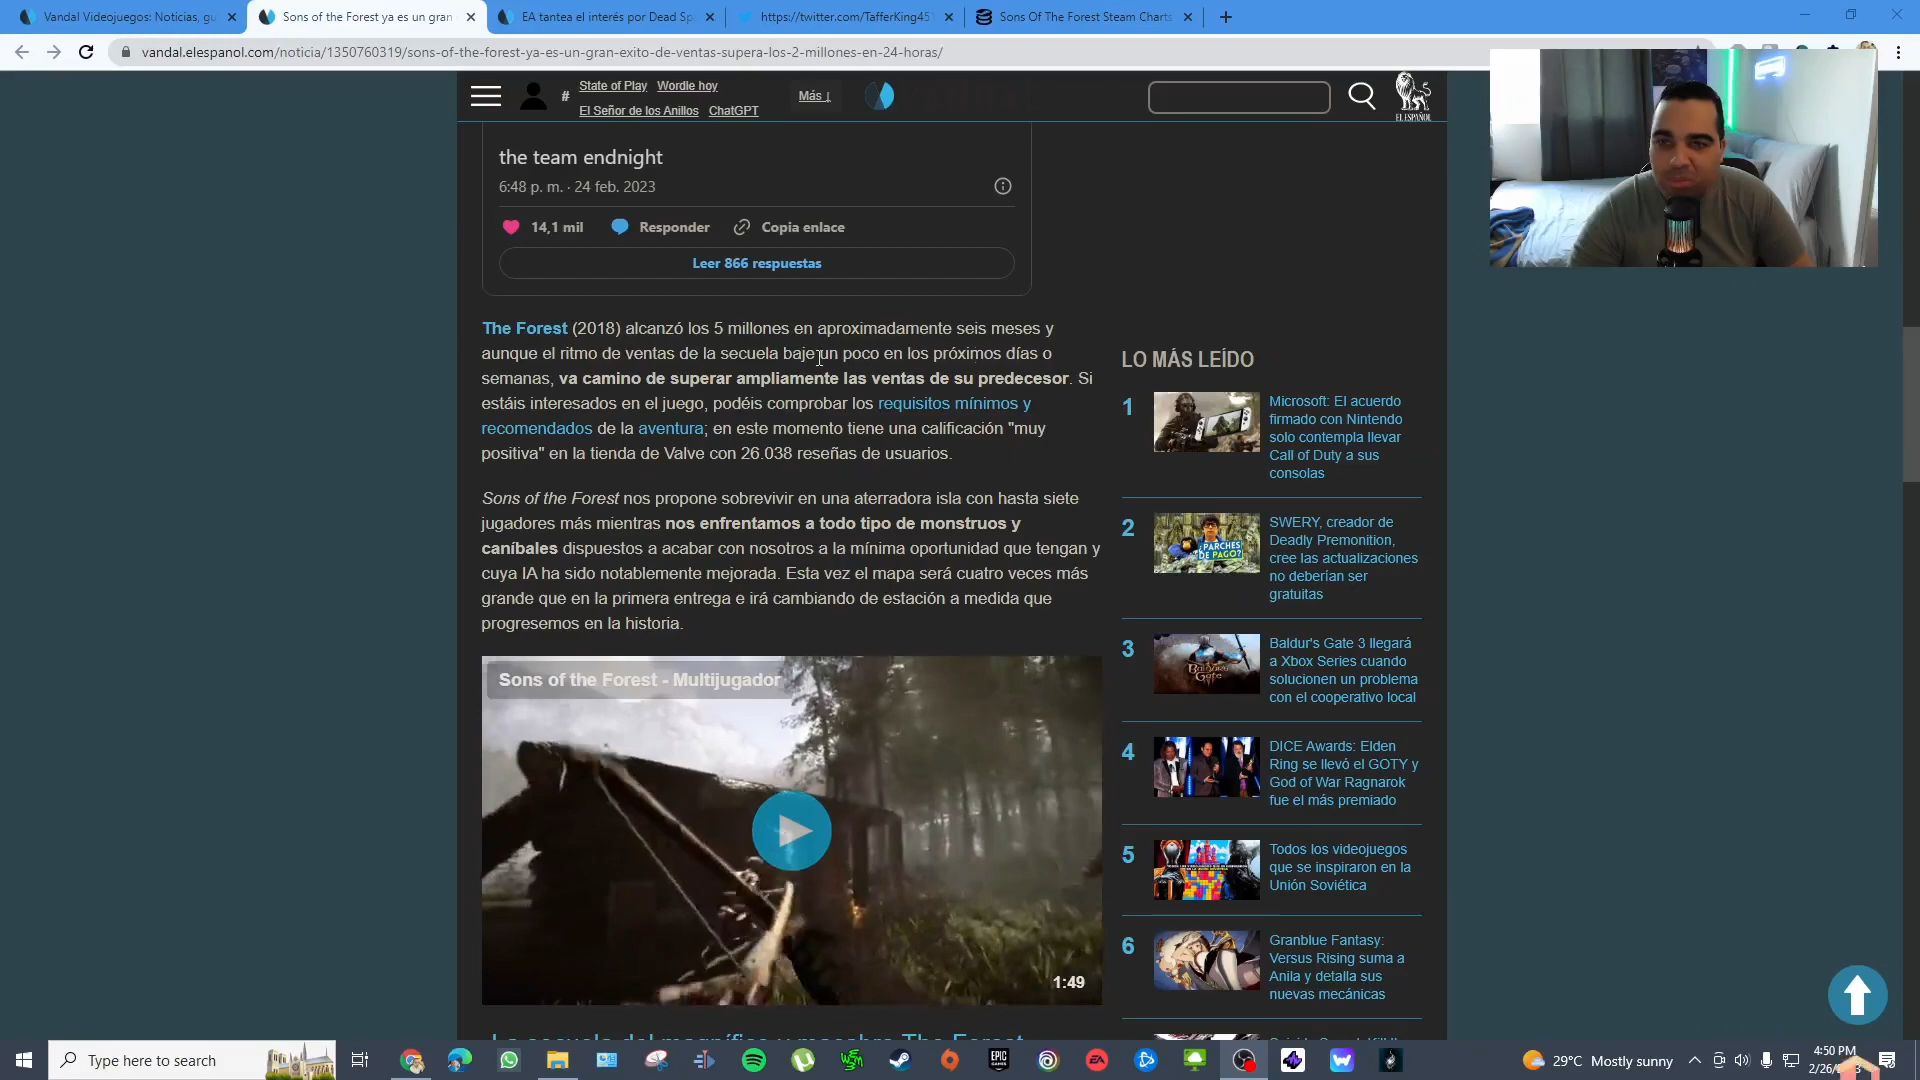 Vandal Videojuegos: Noticias, gu
Sons of the Forest ya es un gran
EA tantea el interés por Dead Sp
https://twitter.com/TafferKing451
Sons Of The Forest Steam Charts
vandal.elespanol.com/noticia/1350760319/sons-of-the-forest-ya-es-un-gran-exito-de-ventas-supera-los-2-millones-en-24-horas/
#
State of Play Wordle hoy
El Señor de los Anillos ChatGPT
Más ↓
EL ESPAÑOL
the team endnight
6:48 p. m. · 24 feb. 2023
14,1 mil Responder Copia enlace
Leer 866 respuestas
The Forest (2018) alcanzó los 5 millones en aproximadamente seis meses y
aunque el ritmo de ventas de la secuela baje un poco en los próximos días o
semanas, va camino de superar ampliamente las ventas de su predecesor. Si
estáis interesados en el juego, podéis comprobar los requisitos mínimos y
recomendados de la aventura; en este momento tiene una calificación "muy
positiva" en la tienda de Valve con 26.038 reseñas de usuarios.
Sons of the Forest nos propone sobrevivir en una aterradora isla con hasta siete
jugadores más mientras nos enfrentamos a todo tipo de monstruos y
caníbales dispuestos a acabar con nosotros a la mínima oportunidad que tengan y
cuya IA ha sido notablemente mejorada. Esta vez el mapa será cuatro veces más
grande que en la primera entrega e irá cambiando de estación a medida que
progresemos en la historia.
Sons of the Forest - Multijugador
1:49
La secuela del magnífico y macabro The Forest
LO MÁS LEÍDO
1
Microsoft: El acuerdo
firmado con Nintendo
solo contempla llevar
Call of Duty a sus
consolas
2
¿PARCHES
DE PAGO?
SWERY, creador de
Deadly Premonition,
cree las actualizaciones
no deberían ser
gratuitas
3
Baldur's Gate 3 llegará
a Xbox Series cuando
solucionen un problema
con el cooperativo local
4
DICE Awards: Elden
Ring se llevó el GOTY y
God of War Ragnarok
fue el más premiado
5
Todos los videojuegos
que se inspiraron en la
Unión Soviética
6
Granblue Fantasy:
Versus Rising suma a
Anila y detalla sus
nuevas mecánicas
Type here to search
EPIC
GAMES
EA
29°C Mostly sunny
4:50 PM